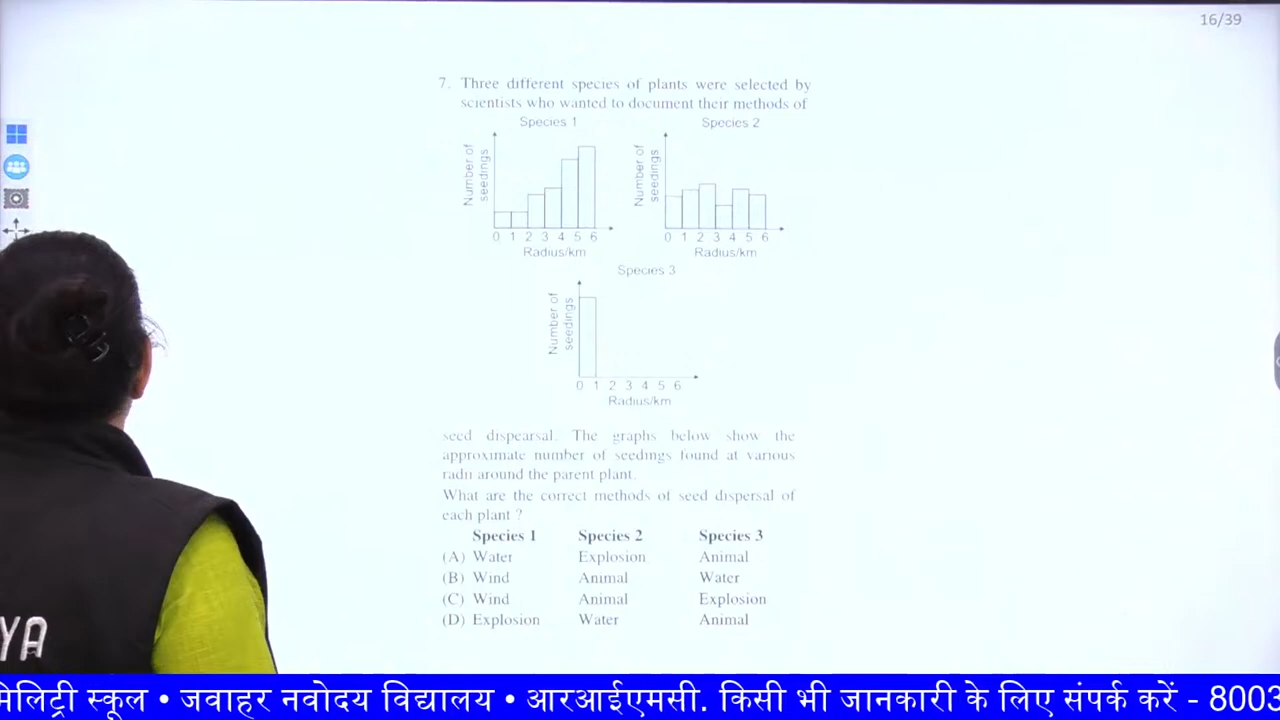 16/39
7. Three different species of plants were selected by
scientists who wanted to document their methods of
Species 1
Species 2
Number of
seedings
Number of
seedings
0 1 2 3 4 5 6
0 1 2 3 4 5 6
Radius/km
Radius/km
Species 3
Number of
seedings
0 1 2 3 4 5 6
Radius/km
seed dispearsal. The graphs below show the
approximate number of seedings found at various
radii around the parent plant.
What are the correct methods of seed dispersal of
each plant ?
Species 1 Species 2 Species 3
(A) Water Explosion Animal
(B) Wind Animal Water
(C) Wind Animal Explosion
(D) Explosion Water Animal
YA
मिलिट्री स्कूल • जवाहर नवोदय विद्यालय • आरआईएमसी. किसी भी जानकारी के लिए संपर्क करें - 8003